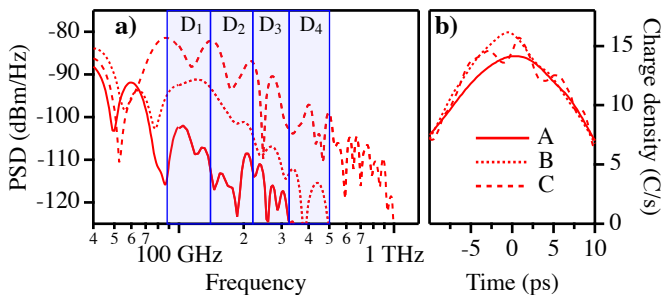 a)
D1 D2 D3 D4
PSD (dBm/Hz)
-80
-90
-100
-110
-120
4 5 6 7 2 3 4 5 6 7
100 GHz 1 THz
Frequency
b)
A
B
C
15
10
5
0
Charge density (C/s)
-5 0 5 10
Time (ps)